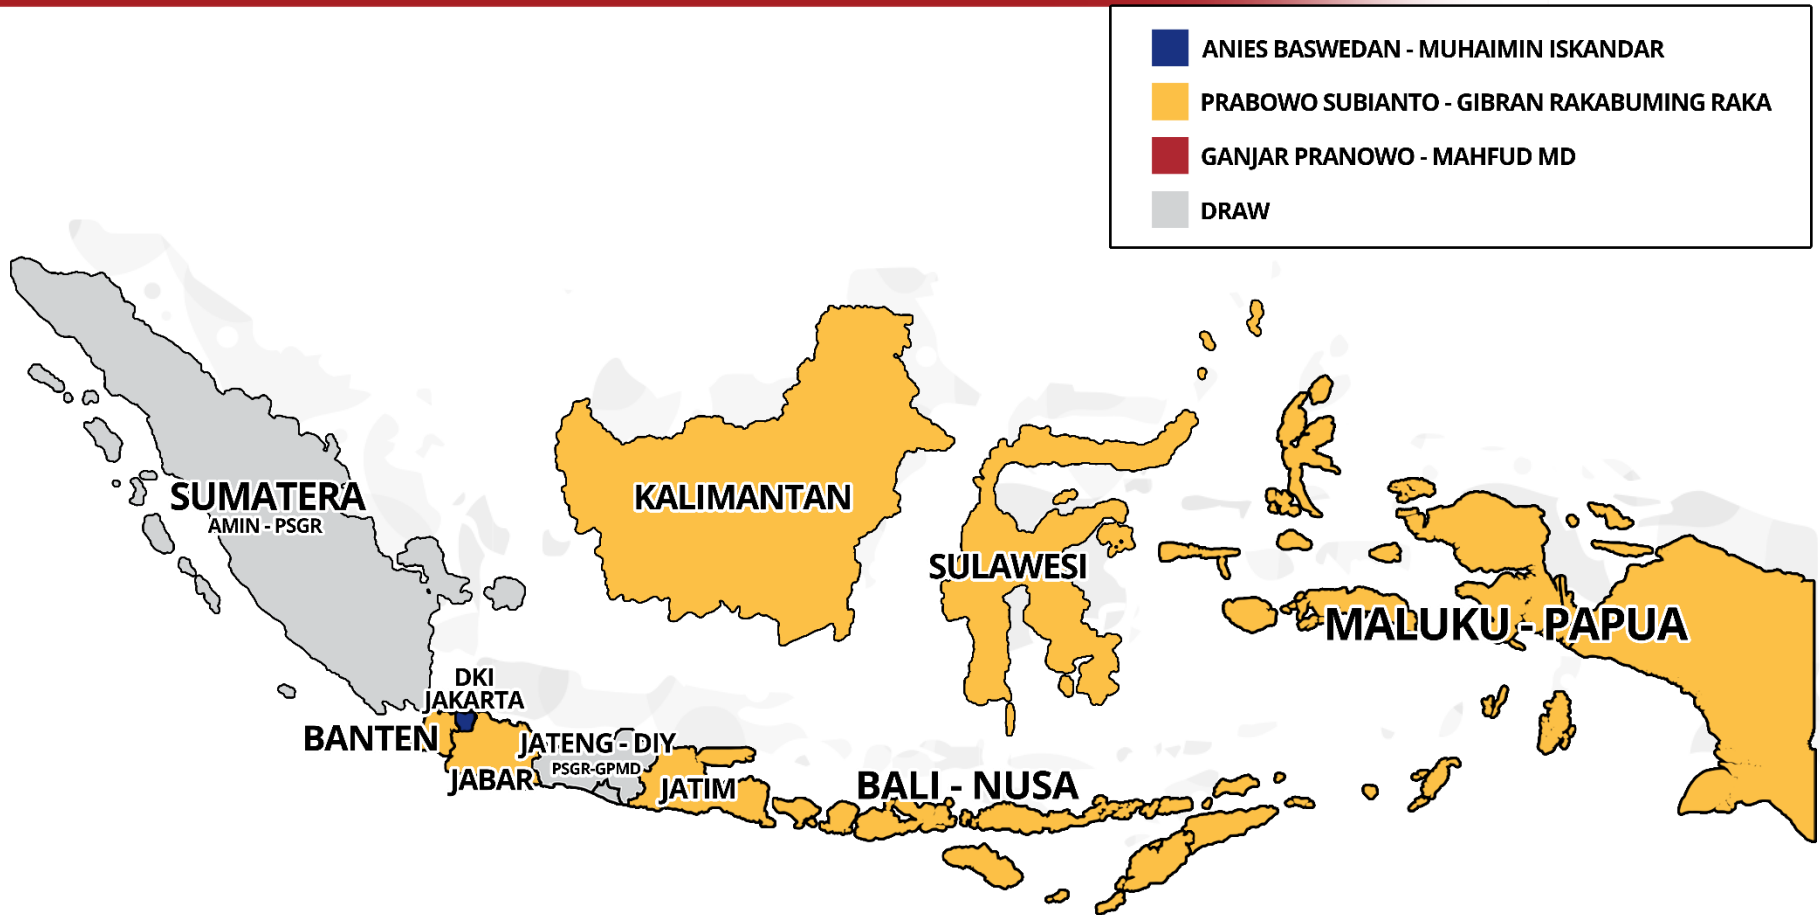 ANIES BASWEDAN - MUHAIMIN ISKANDAR
PRABOWO SUBIANTO - GIBRAN RAKABUMING RAKA
GANJAR PRANOWO - MAHFUD MD
DRAW
SUMATERA
AMIN - PSGR
KALIMANTAN
SULAWESI
MALUKU - PAPUA
DKI
JAKARTA
BANTEN
JABAR
JATENG - DIY
PSGR-GPMD
JATIM
BALI - NUSA